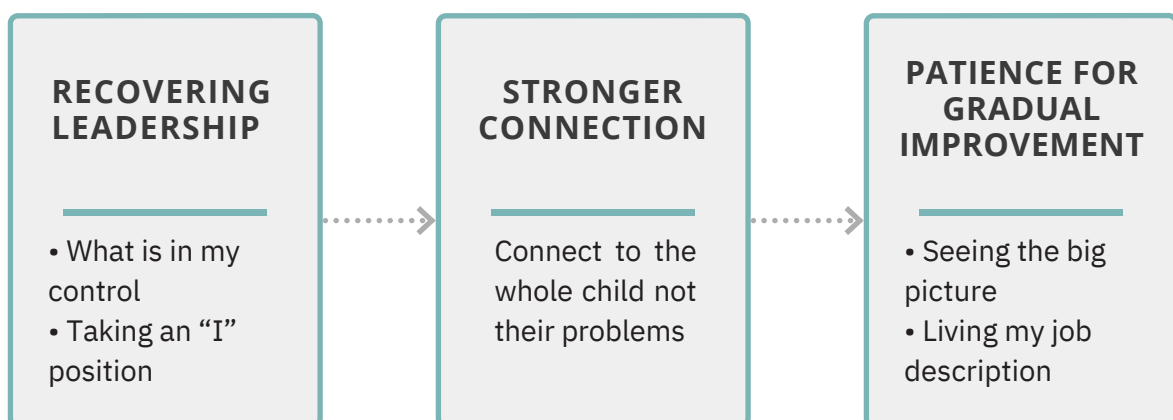 RECOVERING
LEADERSHIP
• What is in my
control
• Taking an “I”
position
STRONGER
CONNECTION
Connect to the
whole child not
their problems
PATIENCE FOR
GRADUAL
IMPROVEMENT
• Seeing the big
picture
• Living my job
description